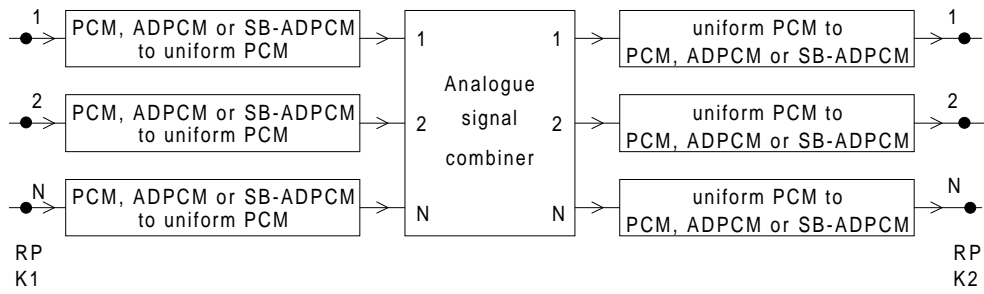 1
PCM, ADPCM or SB-ADPCM
to uniform PCM
1
1
uniform PCM to
PCM, ADPCM or SB-ADPCM
1
2
PCM, ADPCM or SB-ADPCM
to uniform PCM
2
Analogue
signal
combiner
2
uniform PCM to
PCM, ADPCM or SB-ADPCM
2
N
PCM, ADPCM or SB-ADPCM
to uniform PCM
N
N
uniform PCM to
PCM, ADPCM or SB-ADPCM
N
RP
K1
RP
K2